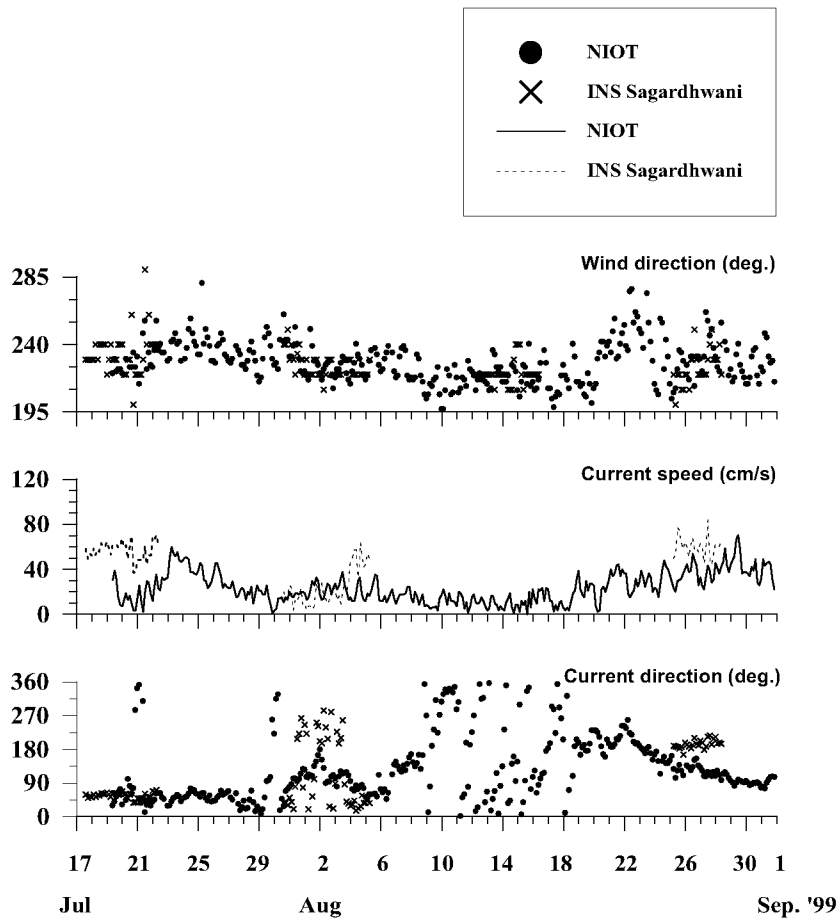 NIOT
INS Sagardhwani
NIOT
INS Sagardhwani
Wind direction (deg.)
285
240
195
Current speed (cm/s)
120
80
40
0
Current direction (deg.)
360
270
180
90
0
17 21 25 29 2 6 10 14 18 22 26 30 1
Jul Aug Sep. '99